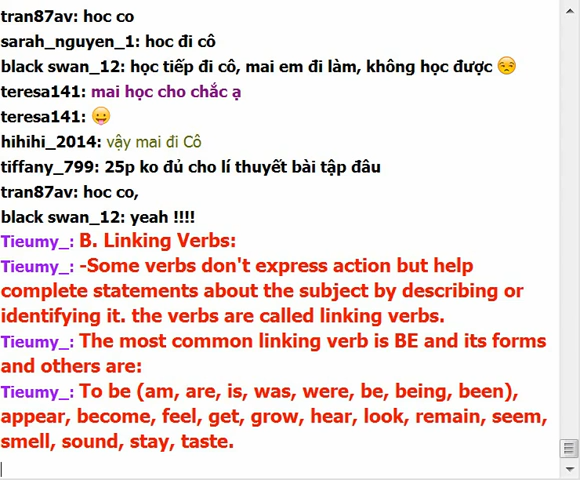 tran87av: hoc co
sarah_nguyen_1: hoc đi cô
black swan_12: học tiếp đi cô, mai em đi làm, không học được
teresa141: mai học cho chắc ạ
teresa141:
hihihi_2014: vậy mai đi Cô
tiffany_799: 25p ko đủ cho lí thuyết bài tập đâu
tran87av: hoc co,
black swan_12: yeah !!!!
Tieumy_: B. Linking Verbs:
Tieumy_: -Some verbs don't express action but help
complete statements about the subject by describing or
identifying it. the verbs are called linking verbs.
Tieumy_: The most common linking verb is BE and its forms
and others are:
Tieumy_: To be (am, are, is, was, were, be, being, been),
appear, become, feel, get, grow, hear, look, remain, seem,
smell, sound, stay, taste.